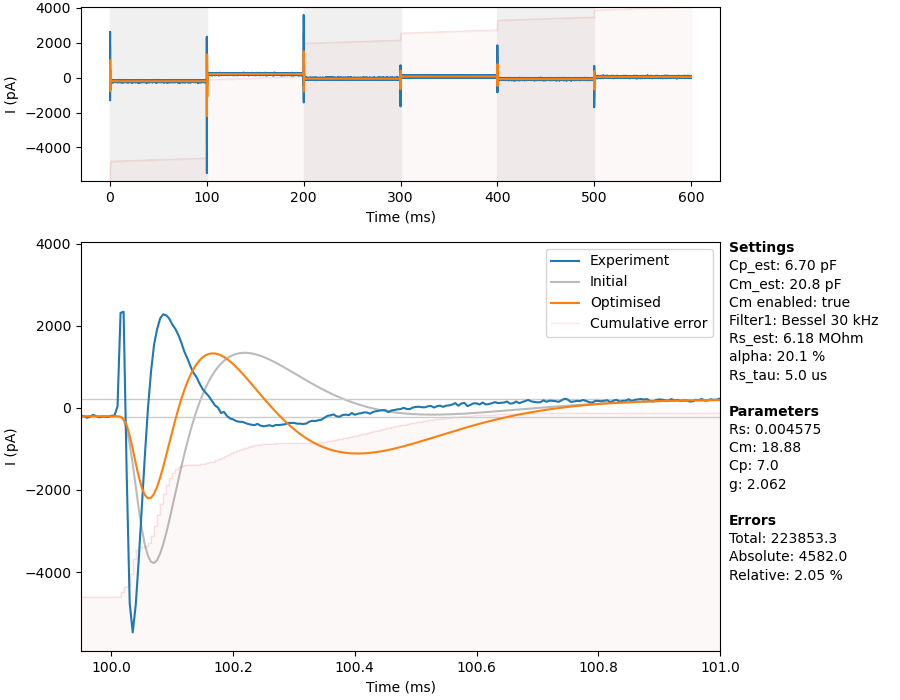 4000
2000
0
−2000
−4000
I (pA)
0
100
200
300
400
500
600
Time (ms)
4000
2000
0
−2000
−4000
I (pA)
100.0
100.2
100.4
100.6
100.8
101.0
Time (ms)
Experiment
Initial
Optimised
Cumulative error
Settings
Cp_est: 6.70 pF
Cm_est: 20.8 pF
Cm enabled: true
Filter1: Bessel 30 kHz
Rs_est: 6.18 MOhm
alpha: 20.1 %
Rs_tau: 5.0 us
Parameters
Rs: 0.004575
Cm: 18.88
Cp: 7.0
g: 2.062
Errors
Total: 223853.3
Absolute: 4582.0
Relative: 2.05 %